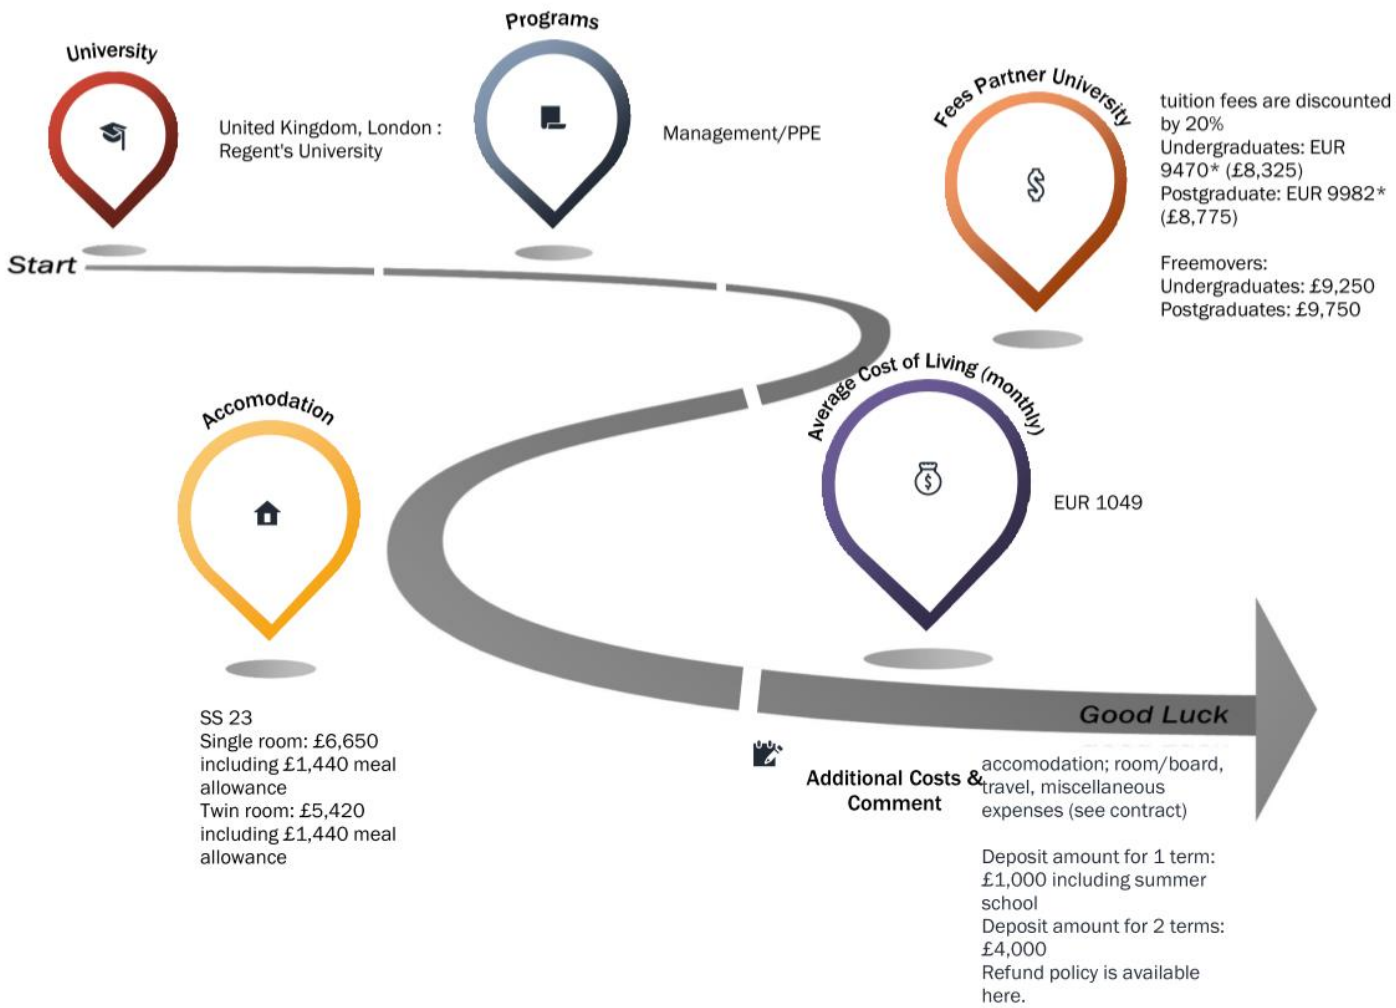 University
United Kingdom, London :
Regent's University
Programs
Management/PPE
Fees Partner University
tuition fees are discounted
by 20%
Undergraduates: EUR
9470* (£8,325)
Postgraduate: EUR 9982*
(£8,775)
Freemovers:
Undergraduates: £9,250
Postgraduates: £9,750
Start
Average Cost of Living (monthly)
EUR 1049
Accomodation
SS 23
Single room: £6,650
including £1,440 meal
allowance
Twin room: £5,420
including £1,440 meal
allowance
Good Luck
Additional Costs &
Comment
accomodation; room/board,
travel, miscellaneous
expenses (see contract)
Deposit amount for 1 term:
£1,000 including summer
school
Deposit amount for 2 terms:
£4,000
Refund policy is available
here.